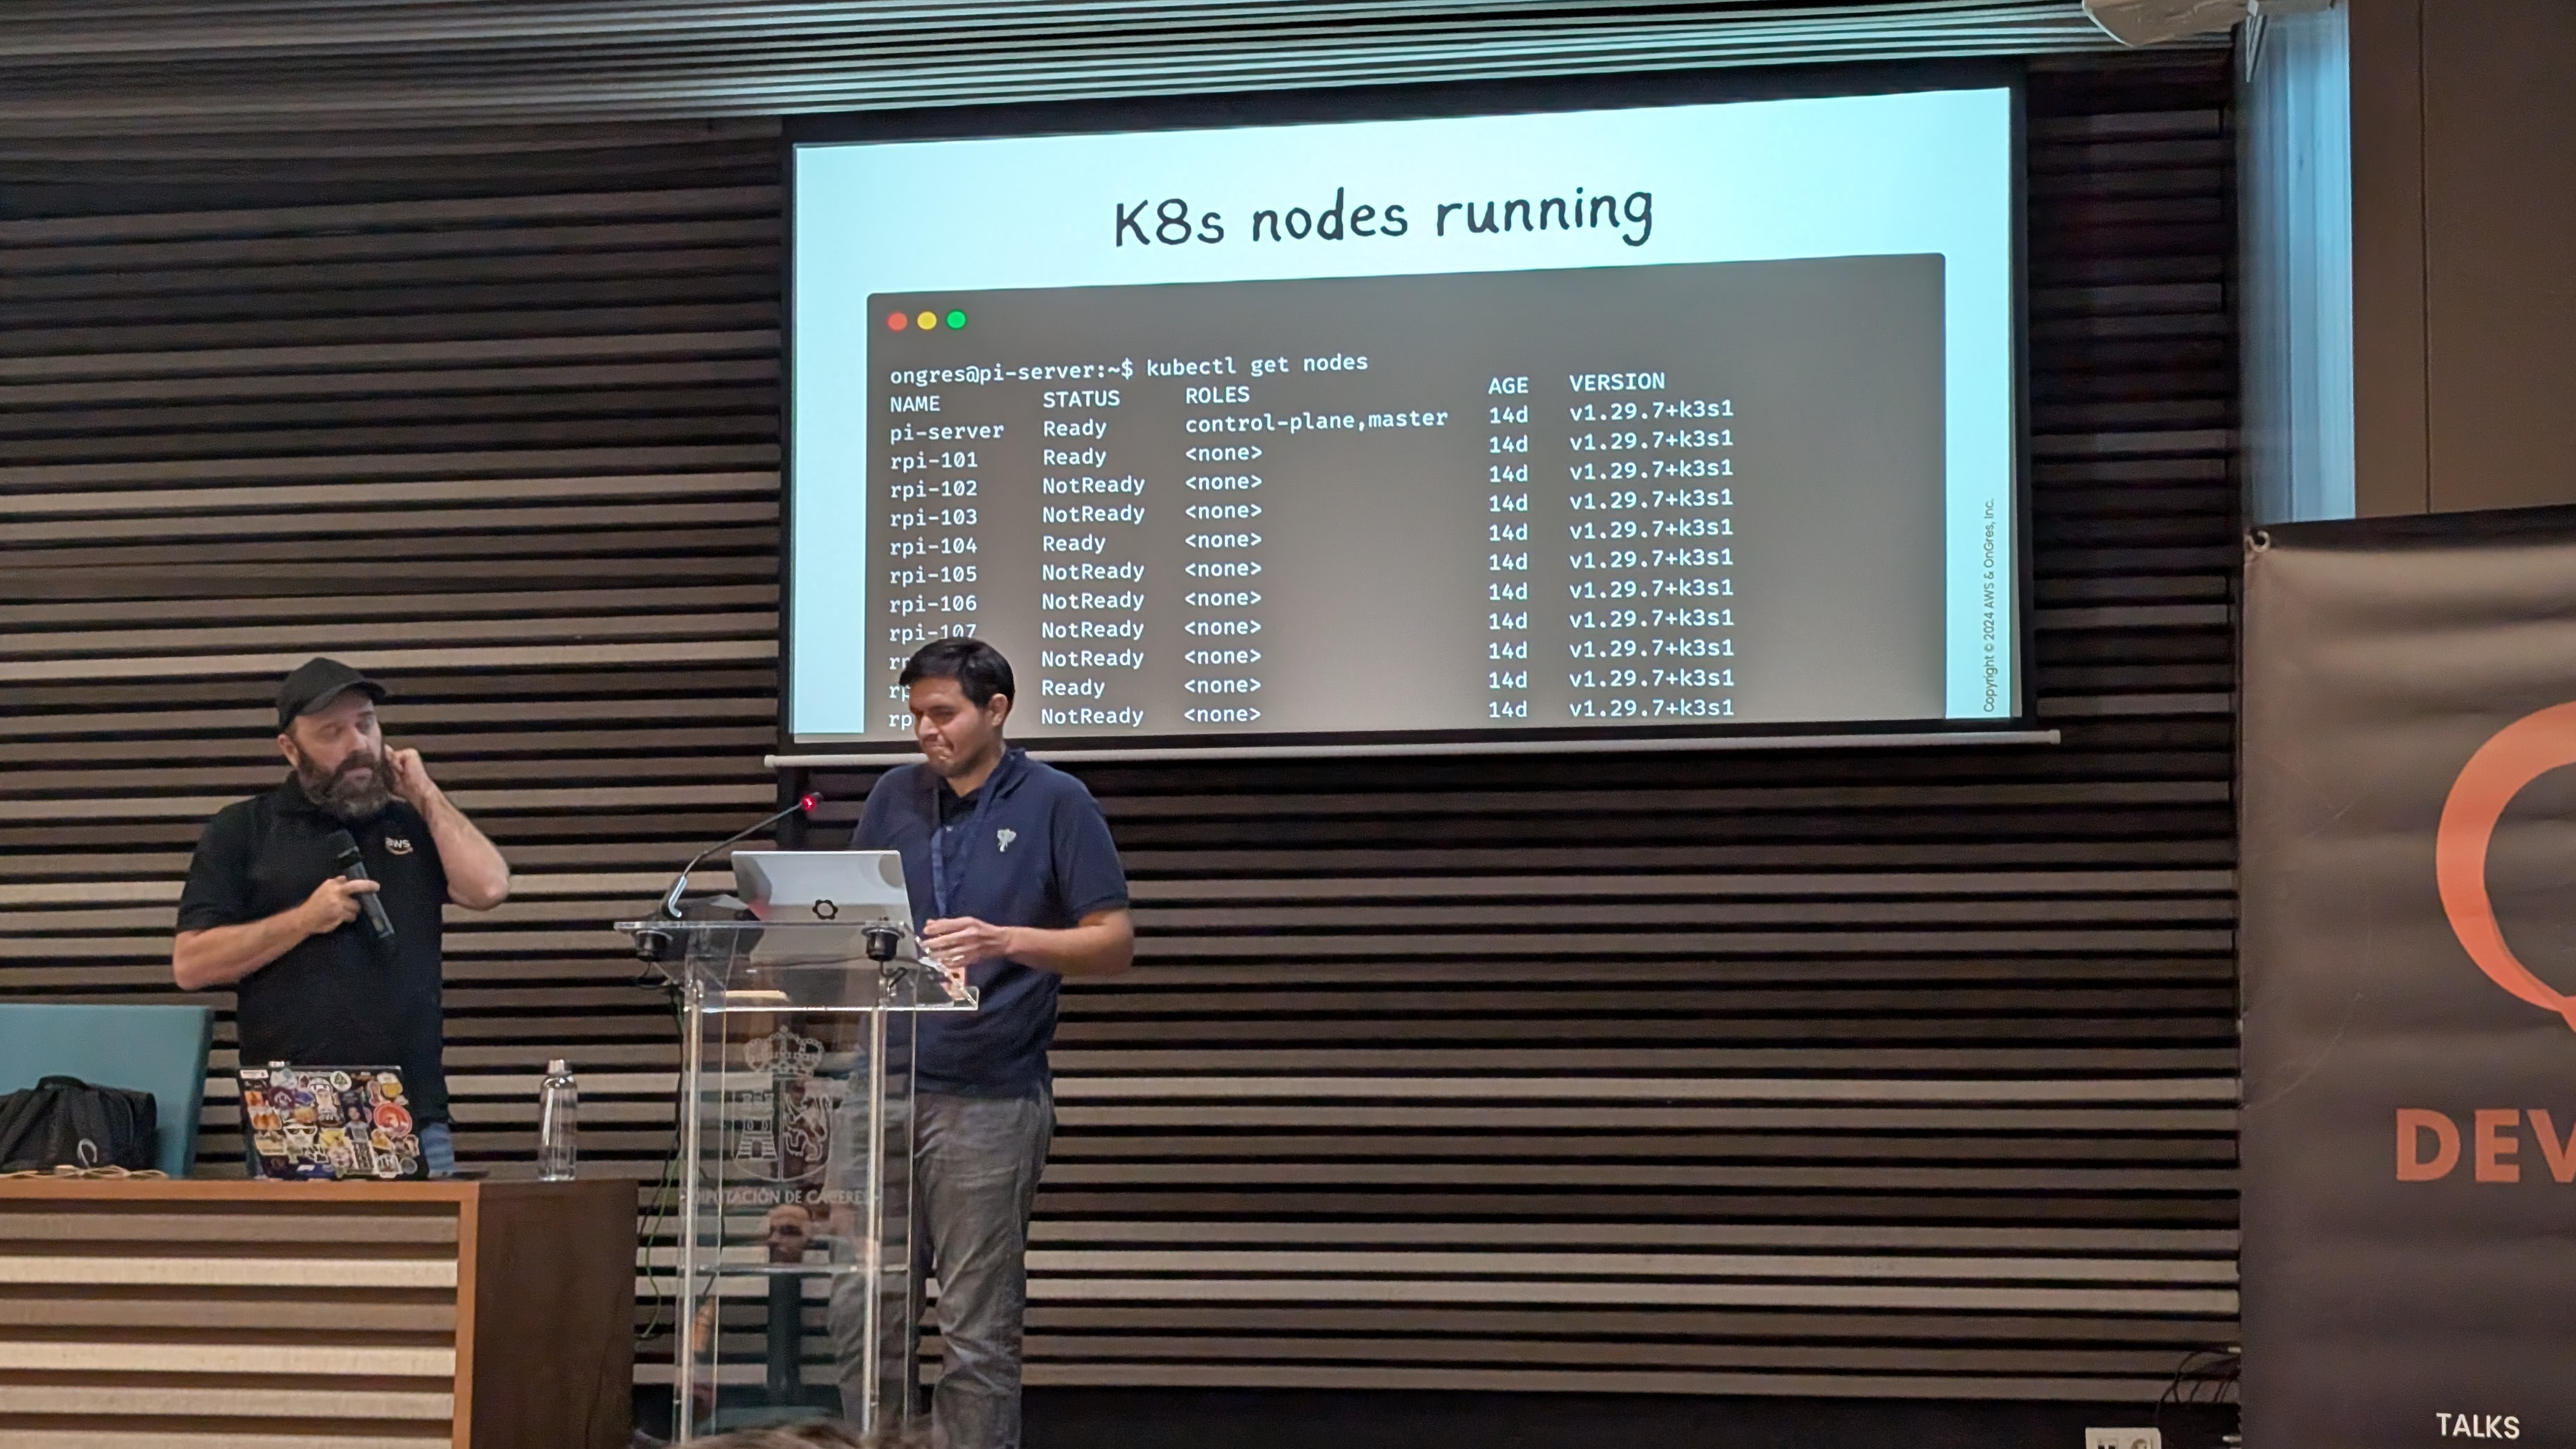 K8s nodes running
ongres@pi-server:~$ kubectl get nodes
NAME STATUS ROLES AGE VERSION
pi-server Ready control-plane,master 14d v1.29.7+k3s1
rpi-101 Ready <none> 14d v1.29.7+k3s1
rpi-102 NotReady <none> 14d v1.29.7+k3s1
rpi-103 NotReady <none> 14d v1.29.7+k3s1
rpi-104 Ready <none> 14d v1.29.7+k3s1
rpi-105 NotReady <none> 14d v1.29.7+k3s1
rpi-106 NotReady <none> 14d v1.29.7+k3s1
rpi-107 NotReady <none> 14d v1.29.7+k3s1
NotReady <none> 14d v1.29.7+k3s1
Ready <none> 14d v1.29.7+k3s1
NotReady <none> 14d v1.29.7+k3s1
Copyright © 2024 AWS & OnGres, Inc.
aws
DIPUTACIÓN DE CÁCERES
DEV
TALKS